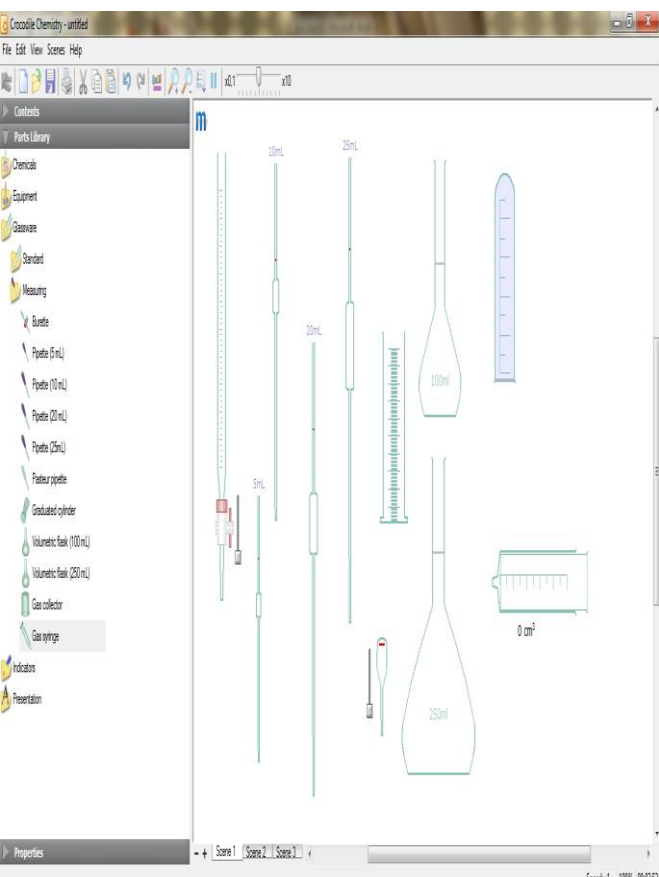 Crocodile Chemistry - untitled
File Edit View Scenes Help
x0,1 x10
Contents
Parts Library
Chemicals
Equipment
Glassware
Standard
Measuring
Burette
Pipette (5 mL)
Pipette (10 mL)
Pipette (20 mL)
Pipette (25mL)
Pasteur pipette
Graduated cylinder
Volumetric flask (100 mL)
Volumetric flask (250 mL)
Gas collector
Gas syringe
Indicators
Presentation
Properties
m
10mL
25mL
20mL
100ml
5mL
0 cm³
250ml
- + Scene 1 Scene 2 Scene 3